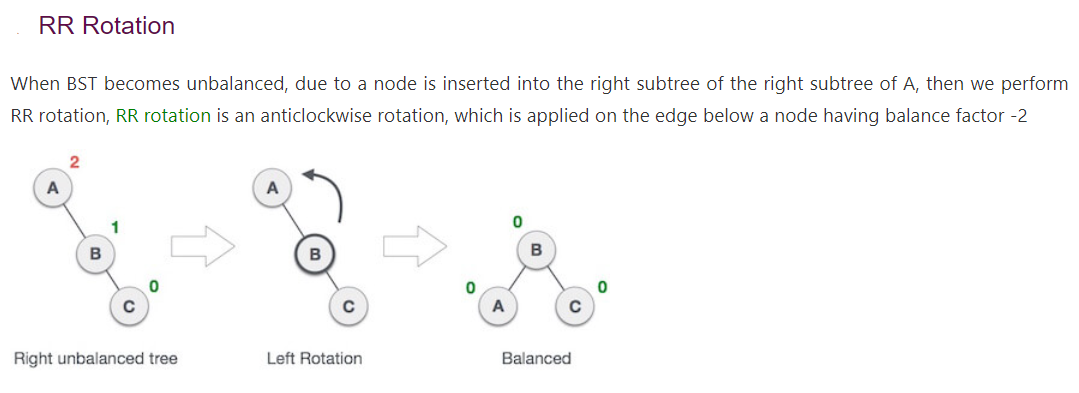 RR Rotation
When BST becomes unbalanced, due to a node is inserted into the right subtree of the right subtree of A, then we perform
RR rotation, RR rotation is an anticlockwise rotation, which is applied on the edge below a node having balance factor -2
2
A
A
1
0
B
B
B
0
0
0
C
C
A
C
Right unbalanced tree
Left Rotation
Balanced